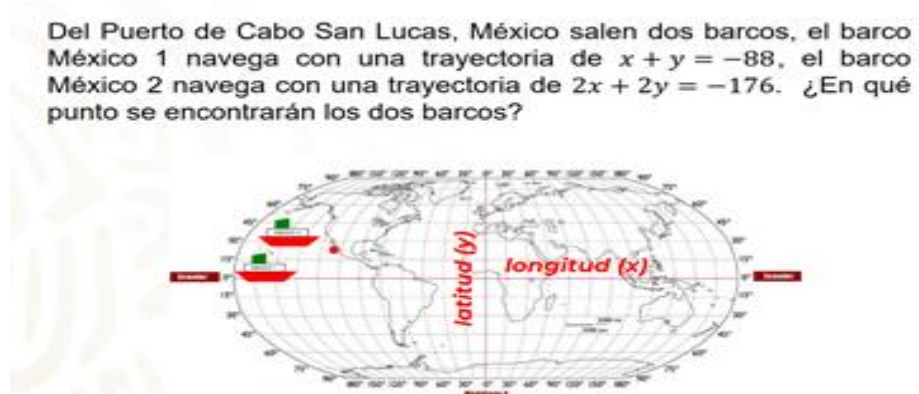 Del Puerto de Cabo San Lucas, México salen dos barcos, el barco
México 1 navega con una trayectoria de x + y = −88, el barco
México 2 navega con una trayectoria de 2x + 2y = −176. ¿En qué
punto se encontrarán los dos barcos?
latitud (y)
longitud (x)